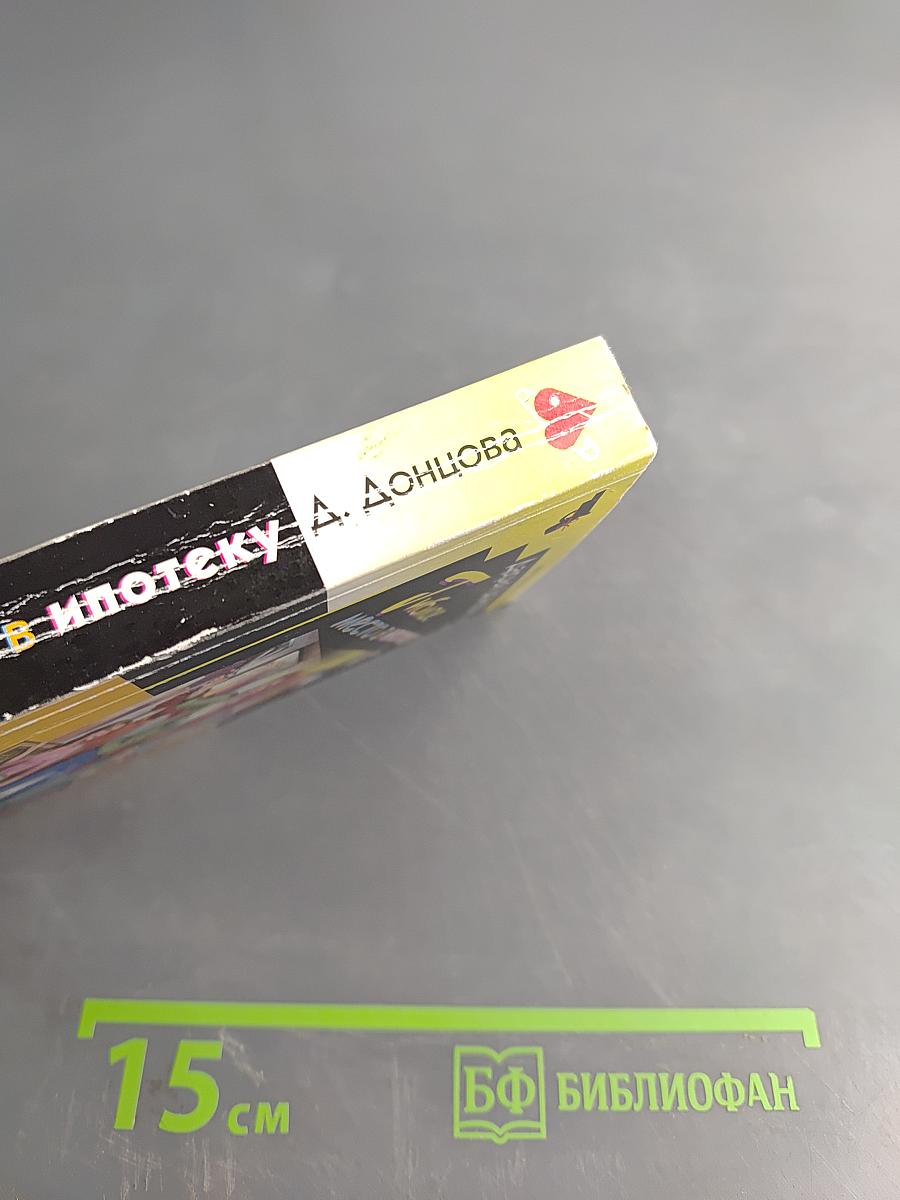 в ипотеку Д. Донцова
15 см
БФ БИБЛИОФАН